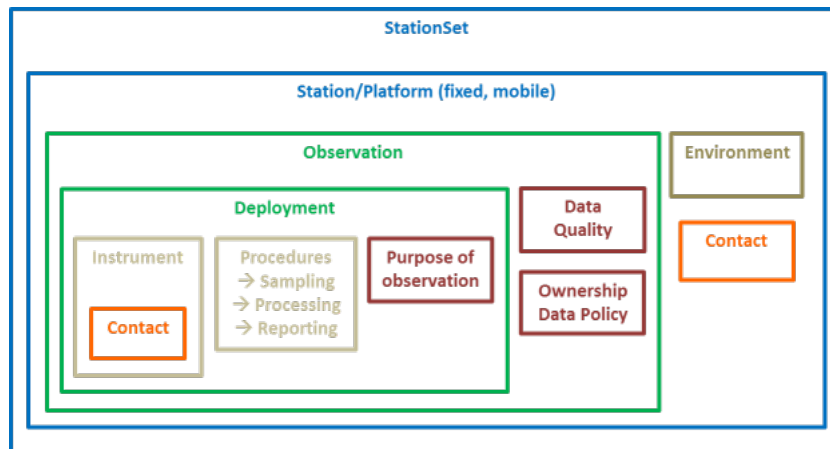 StationSet
Station/Platform (fixed, mobile)
Observation
Environment
Deployment
Data
Quality
Contact
Instrument
Contact
Procedures
→ Sampling
→ Processing
→ Reporting
Purpose of
observation
Ownership
Data Policy